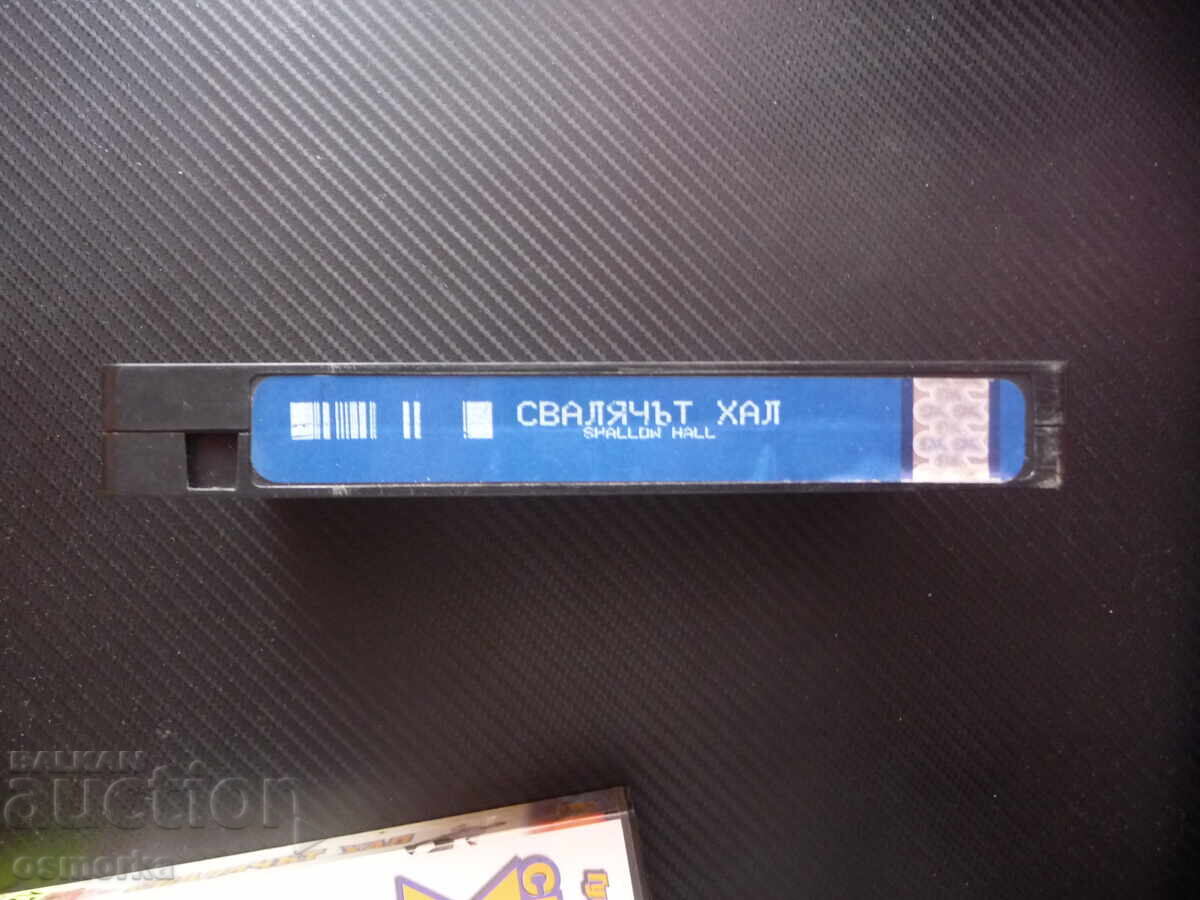 СВАЛЯЧЪТ ХАЛ
SHALLOW HALL
BALKAN
auction
osmorka